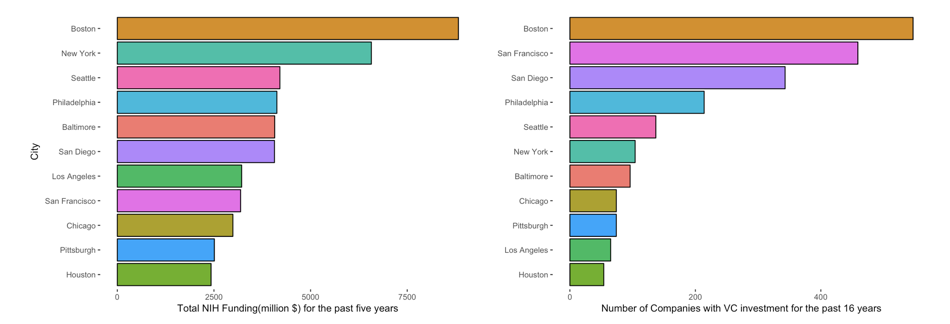 Boston
New York
Seattle
Philadelphia
Baltimore
San Diego
Los Angeles
San Francisco
Chicago
Pittsburgh
Houston
City
0 2500 5000 7500
Total NIH Funding(million $) for the past five years
Boston
San Francisco
San Diego
Philadelphia
Seattle
New York
Baltimore
Chicago
Pittsburgh
Los Angeles
Houston
0 200 400
Number of Companies with VC investment for the past 16 years